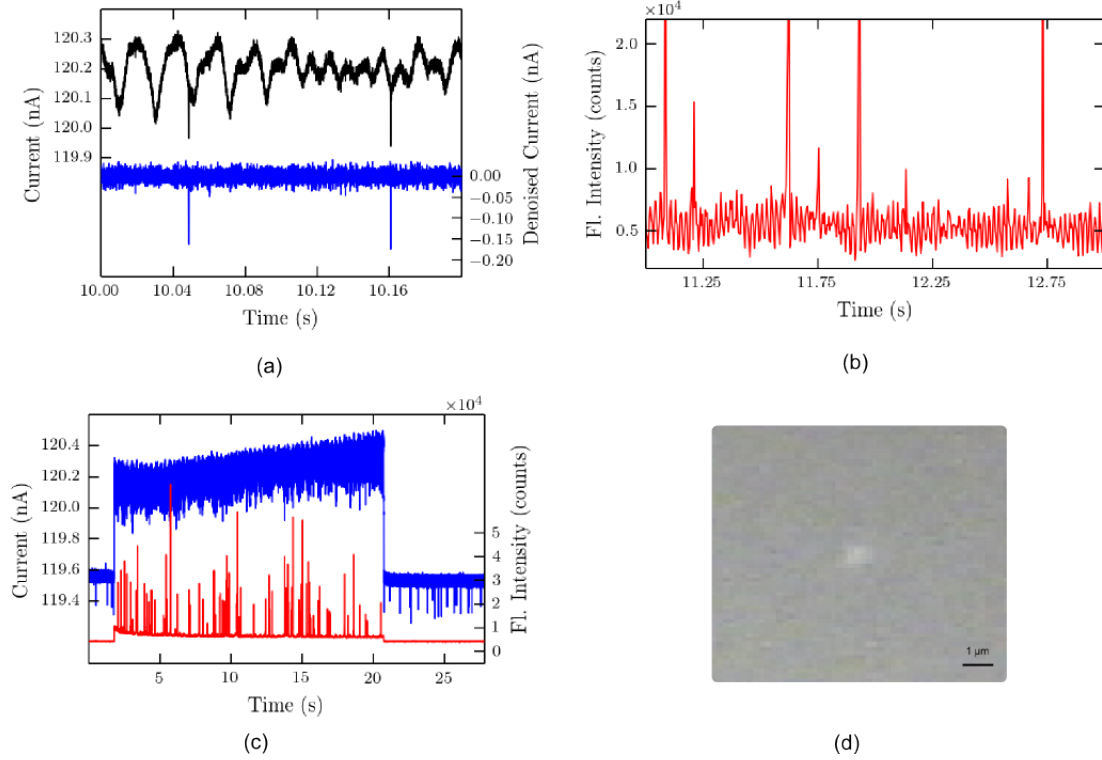 120.3
120.2
120.1
120.0
119.9
Current (nA)
0.00
−0.05
−0.10
−0.15
−0.20
Denoised Current (nA)
10.00 10.04 10.08 10.12 10.16
Time (s)
(a)
×10⁴
2.0
1.5
1.0
0.5
Fl. Intensity (counts)
11.25 11.75 12.25 12.75
Time (s)
(b)
×10⁴
120.4
120.2
120.0
119.8
119.6
119.4
Current (nA)
5
4
3
2
1
0
Fl. Intensity (counts)
5 10 15 20 25
Time (s)
(c)
1 µm
(d)